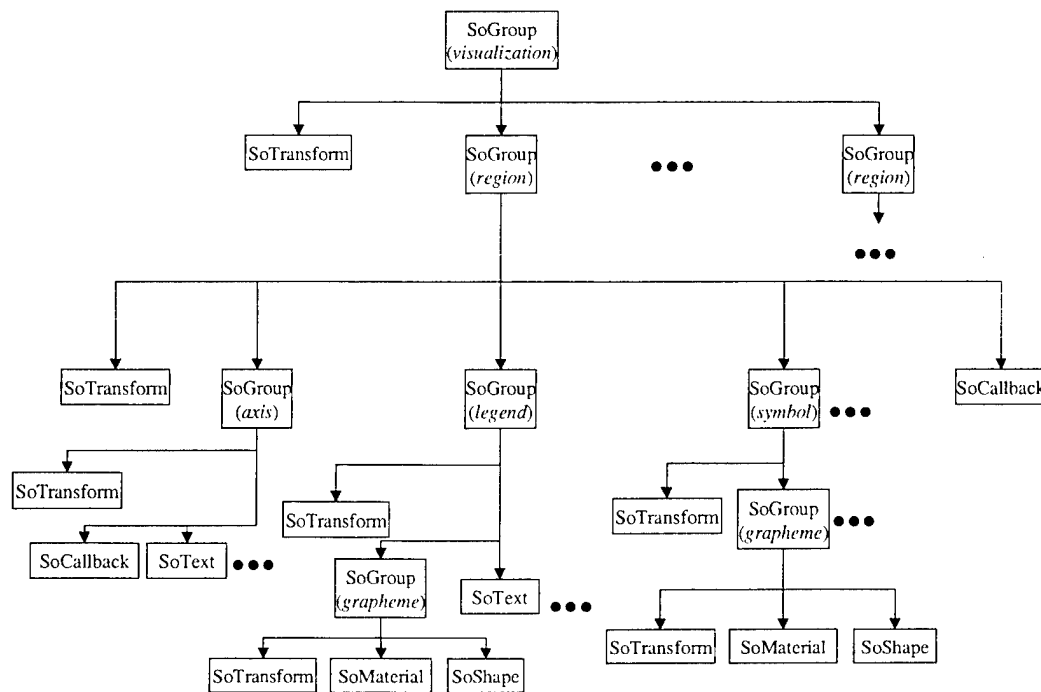 SoGroup
(visualization)
SoTransform
SoGroup
(region)
SoGroup
(region)
SoTransform
SoGroup
(axis)
SoGroup
(legend)
SoGroup
(symbol)
SoCallback
SoTransform
SoTransform
SoTransform
SoGroup
(grapheme)
SoCallback
SoText
SoGroup
(grapheme)
SoText
SoTransform
SoMaterial
SoShape
SoTransform
SoMaterial
SoShape